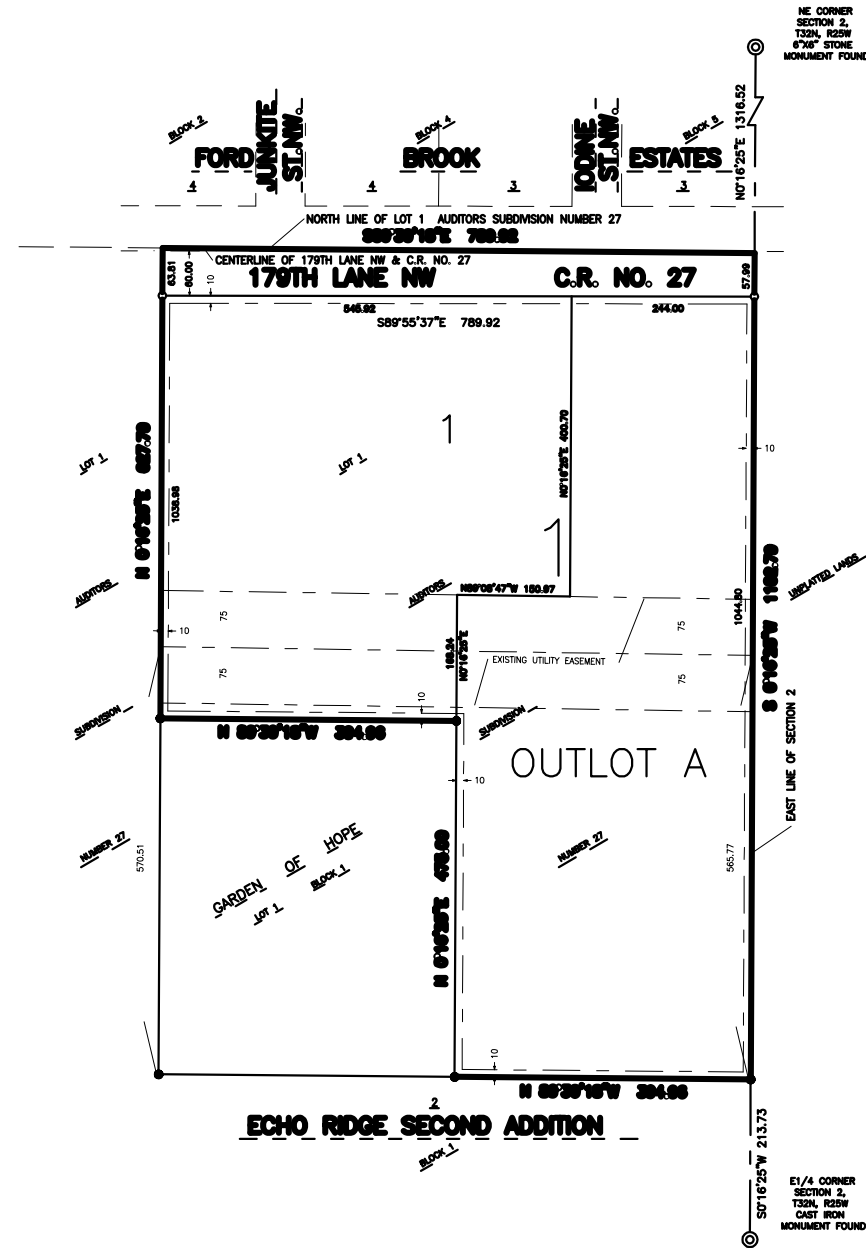 NE CORNER
SECTION 2,
T32N, R25W
6"X6" STONE
MONUMENT FOUND
N0°16'25"E 1316.52
BLOCK 2
BLOCK 4
BLOCK 5
FORD
JUNKITE
ST. NW.
BROOK
IODINE
ST. NW.
ESTATES
4
4
3
3
NORTH LINE OF LOT 1 AUDITORS SUBDIVISION NUMBER 27
789.92
CENTERLINE OF 179TH LANE NW & C.R. NO. 27
179TH LANE NW
C.R. NO. 27
63.81
60.00
10
57.99
545.92
244.00
S89°55'37"E 789.92
1
LOT 1
LOT 1
1038.98
N0°16'25"E 400.70
10
1
AUDITORS
AUDITORS
150.97
1044.80
UNPLATTED LANDS
75
75
10
N0°16'25"E
EXISTING UTILITY EASEMENT
75
75
10
SUBDIVISION
SUBDIVISION
EAST LINE OF SECTION 2
OUTLOT A
10
NUMBER 27
NUMBER 27
570.51
565.77
GARDEN OF HOPE
LOT 1
BLOCK 1
10
2
ECHO RIDGE SECOND ADDITION
BLOCK 1
S0°16'25"W 213.73
E1/4 CORNER
SECTION 2,
T32N, R25W
CAST IRON
MONUMENT FOUND